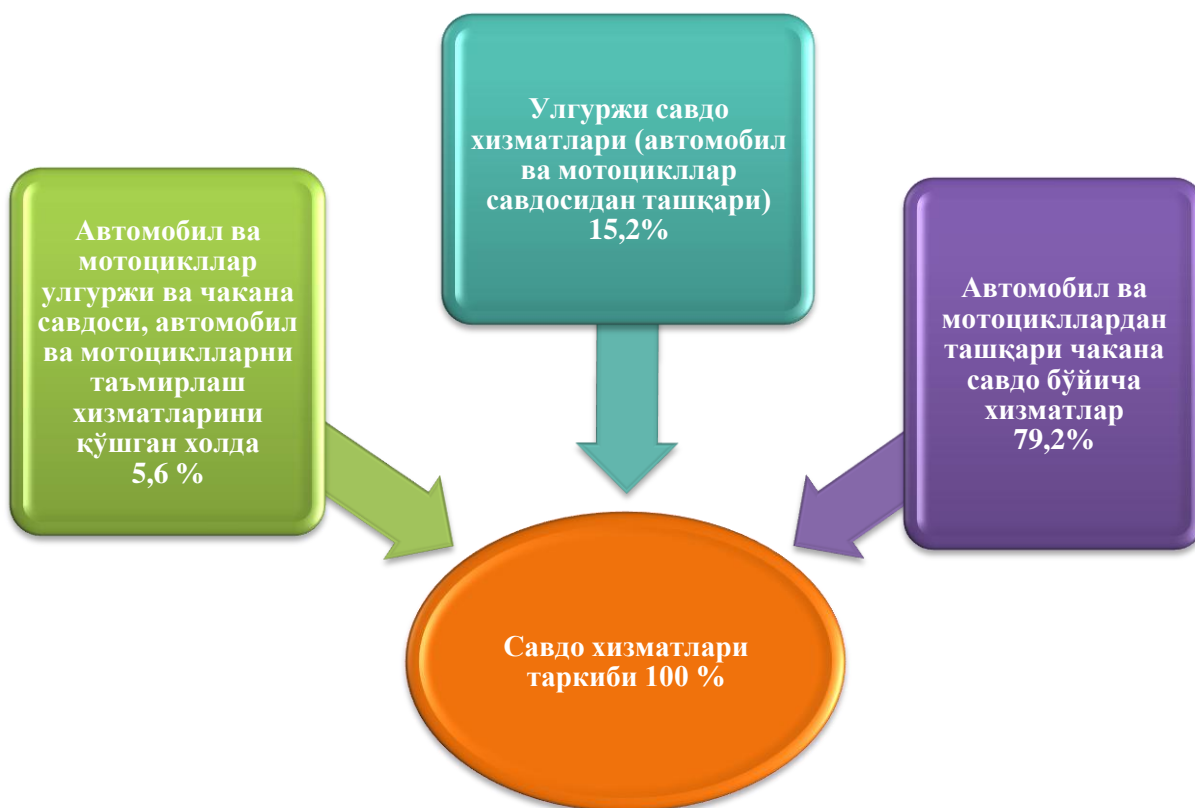 Автомобил ва
мотоцикллар
улгуржи ва чакана
савдоси, автомобил
ва мотоциклларни
таъмирлаш
хизматларини
қўшган холда
5,6 %
Улгуржи савдо
хизматлари (автомобил
ва мотоцикллар
савдосидан ташқари)
15,2%
Автомобил ва
мотоцикллардан
ташқари чакана
савдо бўйича
хизматлар
79,2%
Савдо хизматлари
таркиби 100 %